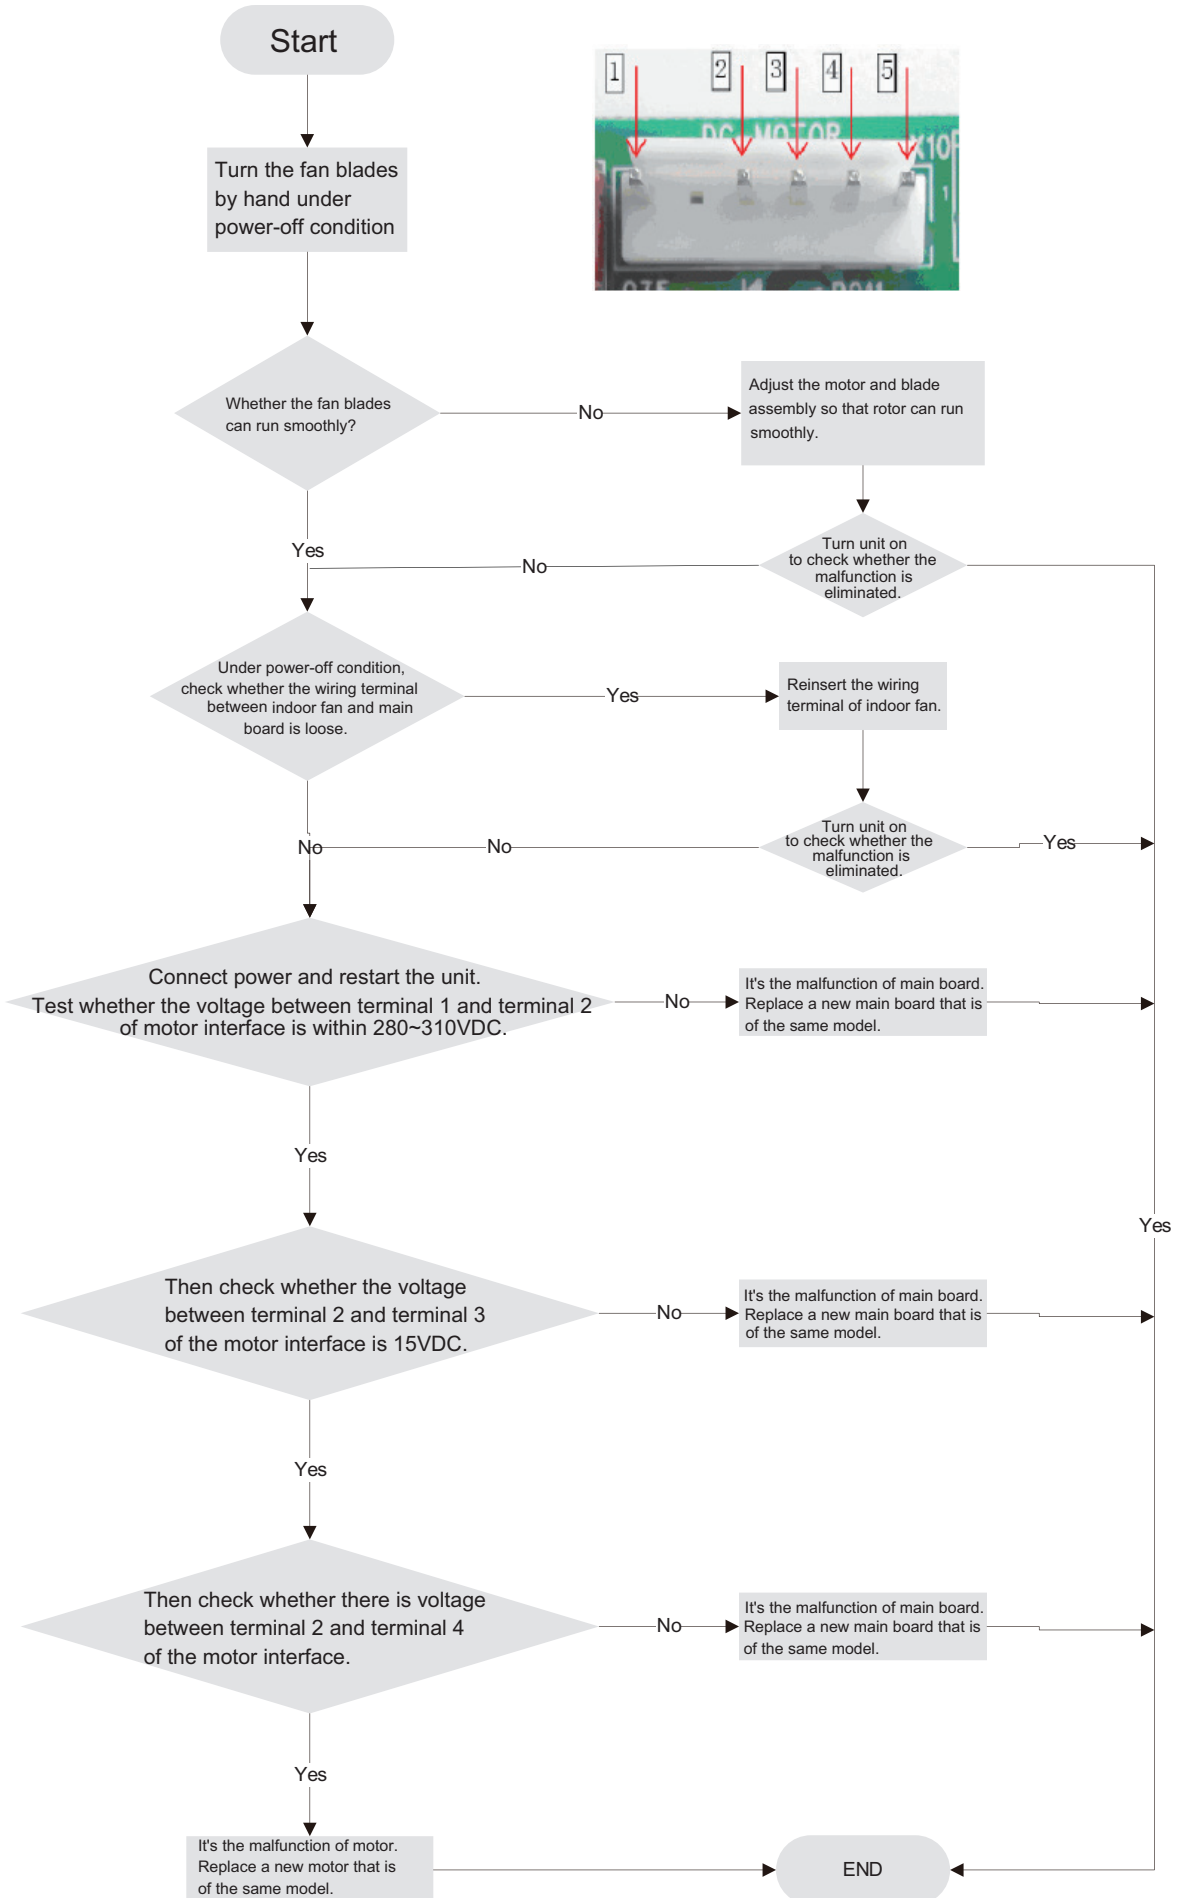 Start
1 2 3 4 5
DC MOTOR
Turn the fan blades
by hand under
power-off condition
Whether the fan blades
can run smoothly?
No
Adjust the motor and blade
assembly so that rotor can run
smoothly.
Yes
No
Turn unit on
to check whether the
malfunction is
eliminated.
Under power-off condition,
check whether the wiring terminal
between indoor fan and main
board is loose.
Yes
Reinsert the wiring
terminal of indoor fan.
No
No
Turn unit on
to check whether the
malfunction is
eliminated.
Yes
Connect power and restart the unit.
Test whether the voltage between terminal 1 and terminal 2
of motor interface is within 280~310VDC.
No
It's the malfunction of main board.
Replace a new main board that is
of the same model.
Yes
Yes
Then check whether the voltage
between terminal 2 and terminal 3
of the motor interface is 15VDC.
No
It's the malfunction of main board.
Replace a new main board that is
of the same model.
Yes
Then check whether there is voltage
between terminal 2 and terminal 4
of the motor interface.
No
It's the malfunction of main board.
Replace a new main board that is
of the same model.
Yes
It's the malfunction of motor.
Replace a new motor that is
of the same model.
END